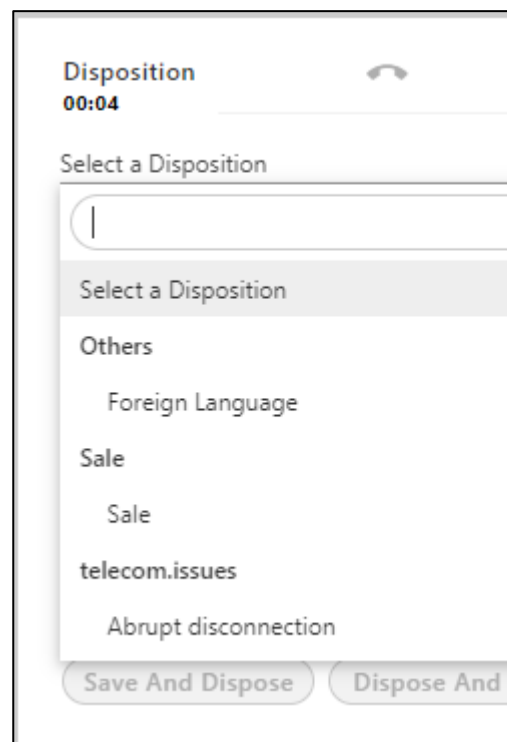 Disposition
00:04
Select a Disposition
Select a Disposition
Others
Foreign Language
Sale
Sale
telecom.issues
Abrupt disconnection
Save And Dispose
Dispose And